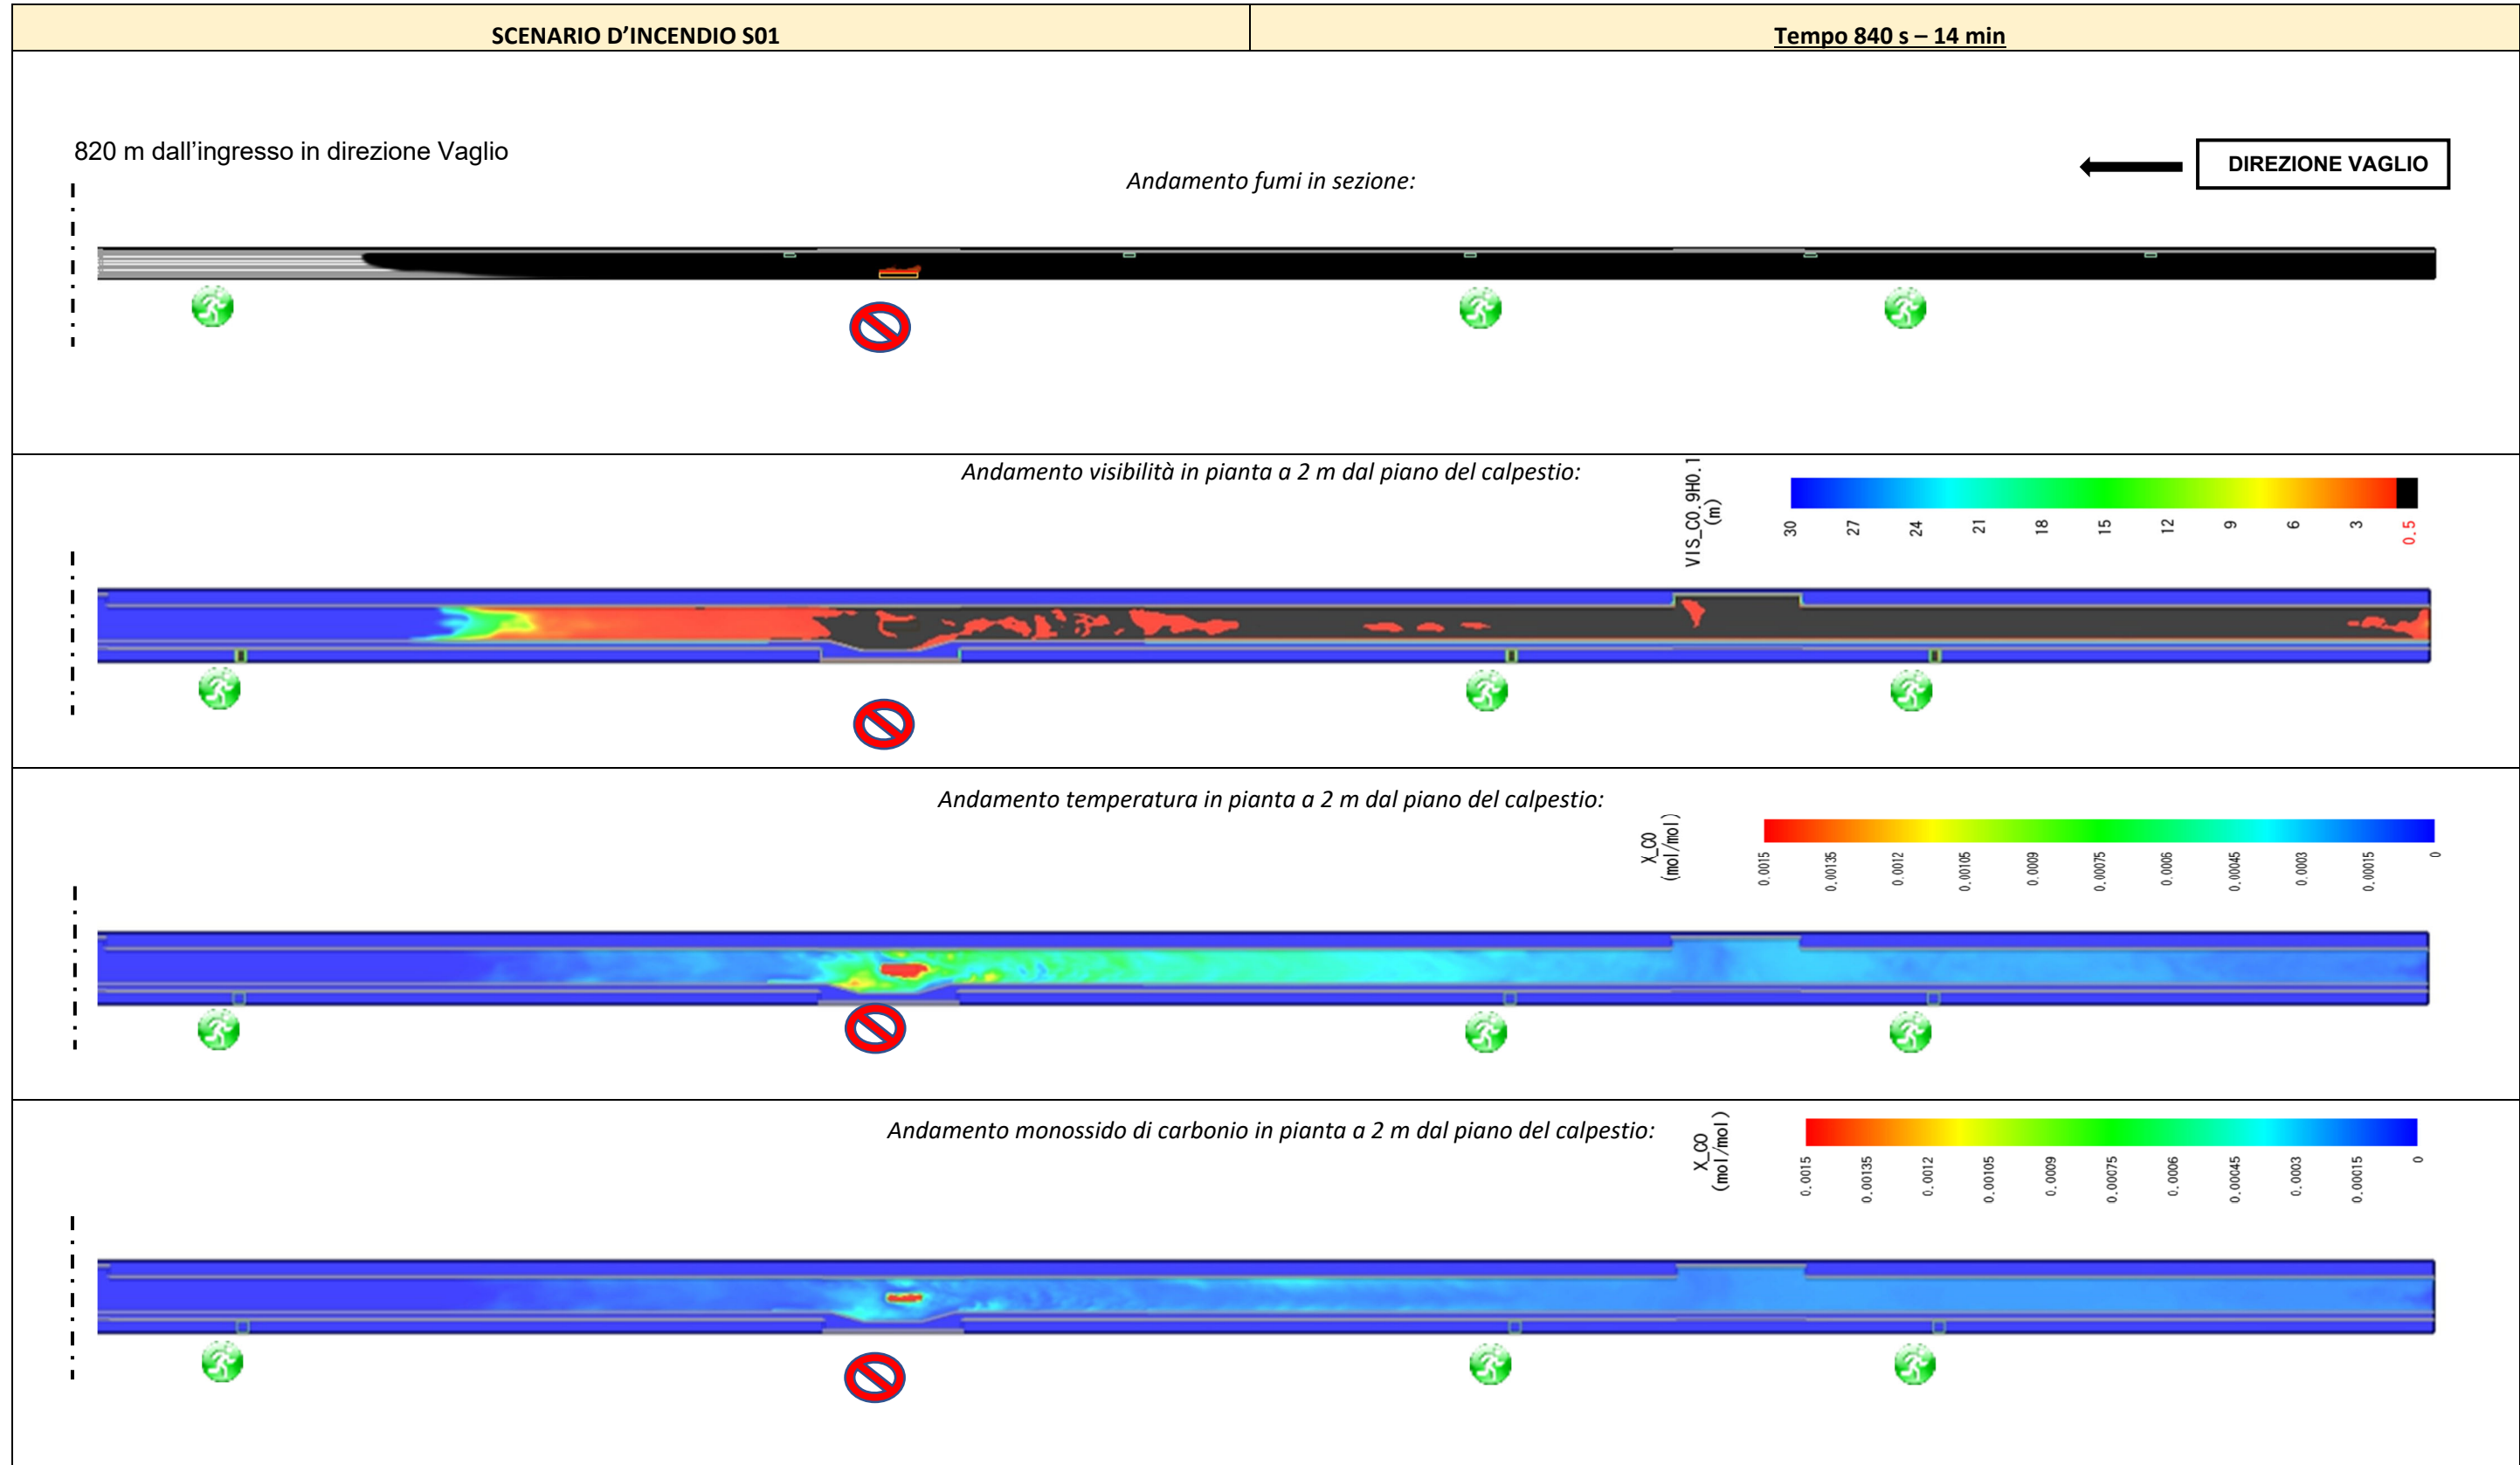 SCENARIO D’INCENDIO S01
Tempo 840 s – 14 min
820 m dall’ingresso in direzione Vaglio
DIREZIONE VAGLIO
Andamento fumi in sezione:
Andamento visibilità in pianta a 2 m dal piano del calpestio:
VIS_C0.9H0.1
(m)
30
27
24
21
18
15
12
9
6
3
0.5
Andamento temperatura in pianta a 2 m dal piano del calpestio:
X_CO
(mol/mol)
0.0015
0.00135
0.0012
0.00105
0.0009
0.00075
0.0006
0.00045
0.0003
0.00015
0
Andamento monossido di carbonio in pianta a 2 m dal piano del calpestio:
X_CO
(mol/mol)
0.0015
0.00135
0.0012
0.00105
0.0009
0.00075
0.0006
0.00045
0.0003
0.00015
0